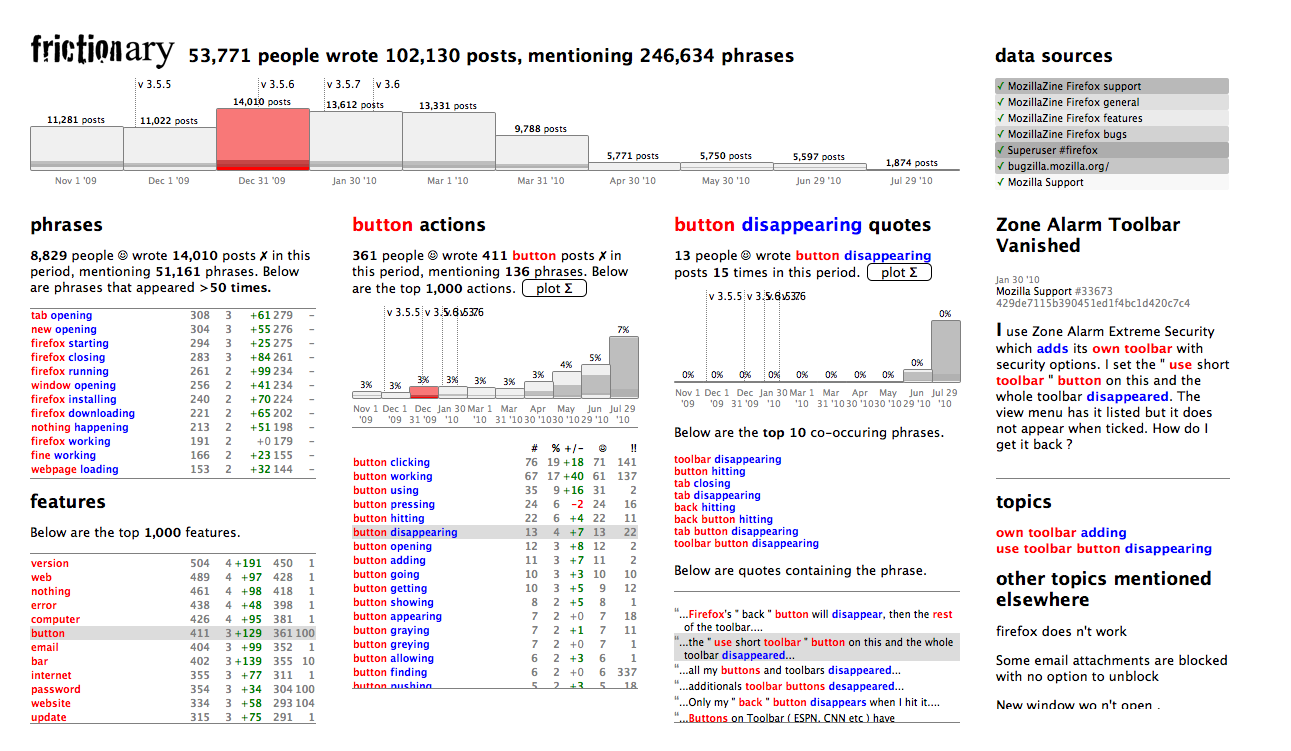 frictionary 53,771 people wrote 102,130 posts, mentioning 246,634 phrases
v 3.5.5 v 3.5.6 v 3.5.7 v 3.6
11,281 posts 11,022 posts 14,010 posts 13,612 posts 13,331 posts 9,788 posts 5,771 posts 5,750 posts 5,597 posts 1,874 posts
Nov 1 '09 Dec 1 '09 Dec 31 '09 Jan 30 '10 Mar 1 '10 Mar 31 '10 Apr 30 '10 May 30 '10 Jun 29 '10 Jul 29 '10
data sources
✓ MozillaZine Firefox support
✓ MozillaZine Firefox general
✓ MozillaZine Firefox features
✓ MozillaZine Firefox bugs
✓ Superuser #firefox
✓ bugzilla.mozilla.org/
✓ Mozilla Support
phrases
8,829 people ☺ wrote 14,010 posts ✗ in this
period, mentioning 51,161 phrases. Below
are phrases that appeared >50 times.
tab opening 308 3 +61 279 –
new opening 304 3 +55 276 –
firefox starting 294 3 +25 275 –
firefox closing 283 3 +84 261 –
firefox running 261 2 +99 234 –
window opening 256 2 +41 234 –
firefox installing 240 2 +70 224 –
firefox downloading 221 2 +65 202 –
nothing happening 213 2 +51 198 –
firefox working 191 2 +0 179 –
fine working 166 2 +23 155 –
webpage loading 153 2 +32 144 –
features
Below are the top 1,000 features.
version 504 4 +191 450 1
web 489 4 +97 428 1
nothing 461 4 +98 418 1
error 438 4 +48 398 1
computer 426 4 +95 381 1
button 411 3 +129 361 100
email 404 3 +99 352 1
bar 402 3 +139 355 10
internet 355 3 +77 311 1
password 354 3 +34 304 100
website 334 3 +58 293 104
update 315 3 +75 291 1
button actions
361 people ☺ wrote 411 button posts ✗ in
this period, mentioning 136 phrases. Below
are the top 1,000 actions. plot Σ
v 3.5.5
3% 3% 3% 3% 3% 3% 3% 4% 5% 7%
Nov 1 Dec 1 Dec Jan 30 Mar 1 Mar Apr May Jun Jul 29
'09 '09 31 '09 '10 '10 31 '10 30 '10 30 '10 29 '10 '10
# % +/- ☺ !!
button clicking 76 19 +18 71 141
button working 67 17 +40 61 137
button using 35 9 +16 31 2
button pressing 24 6 -2 24 16
button hitting 22 6 +4 22 11
button disappearing 13 4 +7 13 22
button opening 12 3 +8 12 2
button adding 11 3 +7 11 2
button going 10 3 +3 10 10
button getting 10 3 +5 10 10
button showing 8 2 +5 8 1
button appearing 7 2 +0 7 18
button graying 7 2 +1 7 11
button greying 7 2 +0 7 1
button allowing 6 2 +3 6 1
button finding 6 2 +0 6 337
button pushing 5 2 +3 5 18
button disappearing quotes
13 people ☺ wrote button disappearing
posts 15 times in this period. plot Σ
v 3.5.5
0% 0% 0% 0% 0% 0% 0% 0% 0% 0%
Nov 1 Dec 1 Dec Jan 30 Mar 1 Mar Apr May Jun Jul 29
'09 '09 31 '09 '10 '10 31 '10 30 '10 30 '10 29 '10 '10
Below are the top 10 co-occuring phrases.
toolbar disappearing
button hitting
tab closing
tab disappearing
back hitting
back button hitting
tab button disappearing
toolbar button disappearing
Below are quotes containing the phrase.
“...Firefox's " back " button will disappear, then the rest
of the toolbar....
“...the " use short toolbar " button on this and the whole
toolbar disappeared...
“...all my buttons and toolbars disappeared...
“...additionals toolbar buttons desappeared...
“...Only my " back " button disappears when I hit it....
“...Buttons on Toolbar ( ESPN, CNN etc ) have
Zone Alarm Toolbar
Vanished
Jan 30 '10
Mozilla Support #33673
429de7115b390451ed1f4bc1d420c7c4
I use Zone Alarm Extreme Security
which adds its own toolbar with
security options. I set the " use short
toolbar " button on this and the
whole toolbar disappeared. The
view menu has it listed but it does
not appear when ticked. How do I
get it back ?
topics
own toolbar adding
use toolbar button disappearing
other topics mentioned
elsewhere
firefox does n't work
Some email attachments are blocked
with no option to unblock
New window wo n't open .